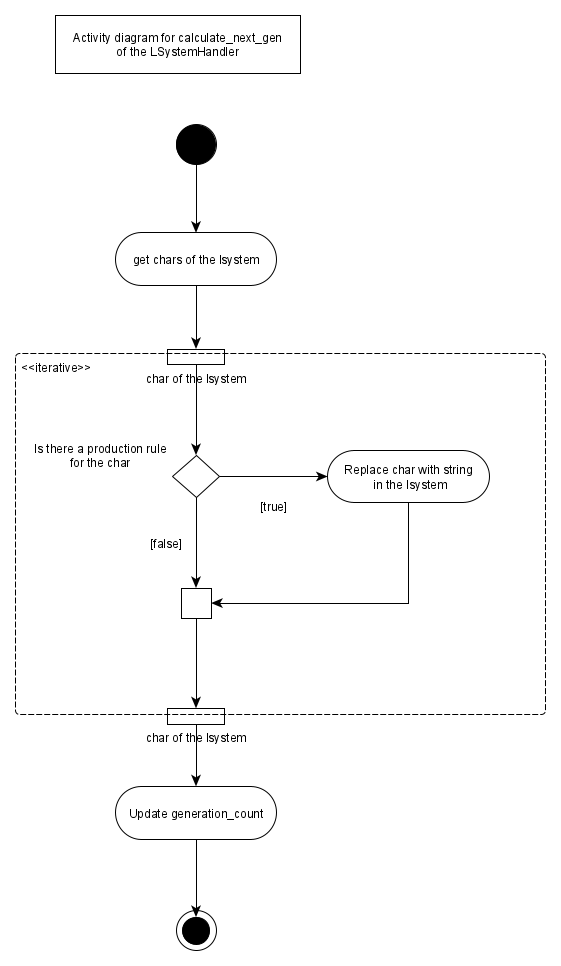 Activity diagram for calculate_next_gen
of the LSystemHandler
get chars of the lsystem
<<iterative>>
char of the lsystem
Is there a production rule
for the char
Replace char with string
in the lsystem
[true]
[false]
char of the lsystem
Update generation_count